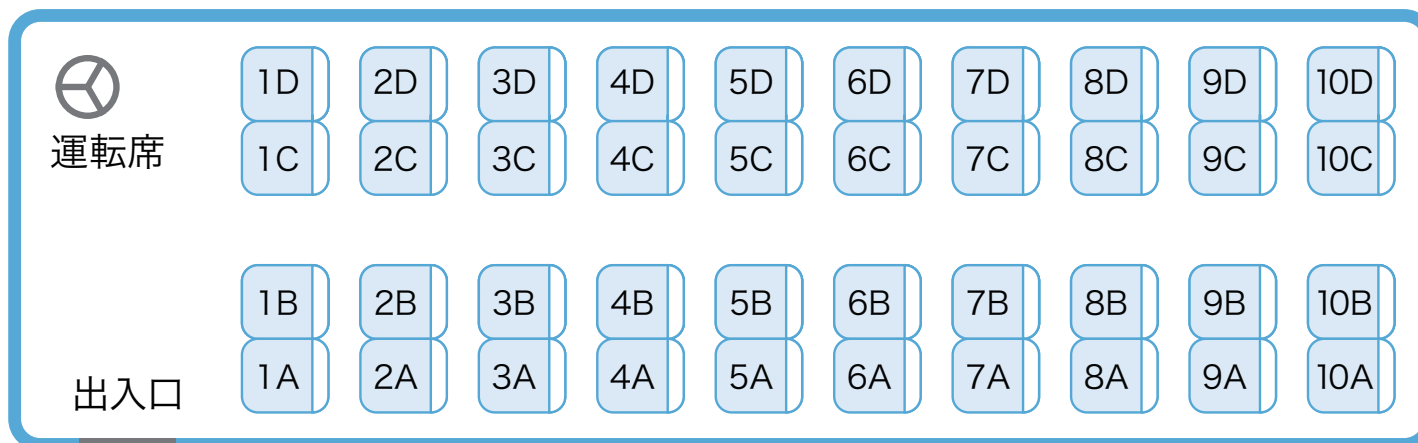 1D 2D 3D 4D 5D 6D 7D 8D 9D 10D
運転席 1C 2C 3C 4C 5C 6C 7C 8C 9C 10C
1B 2B 3B 4B 5B 6B 7B 8B 9B 10B
出入口 1A 2A 3A 4A 5A 6A 7A 8A 9A 10A